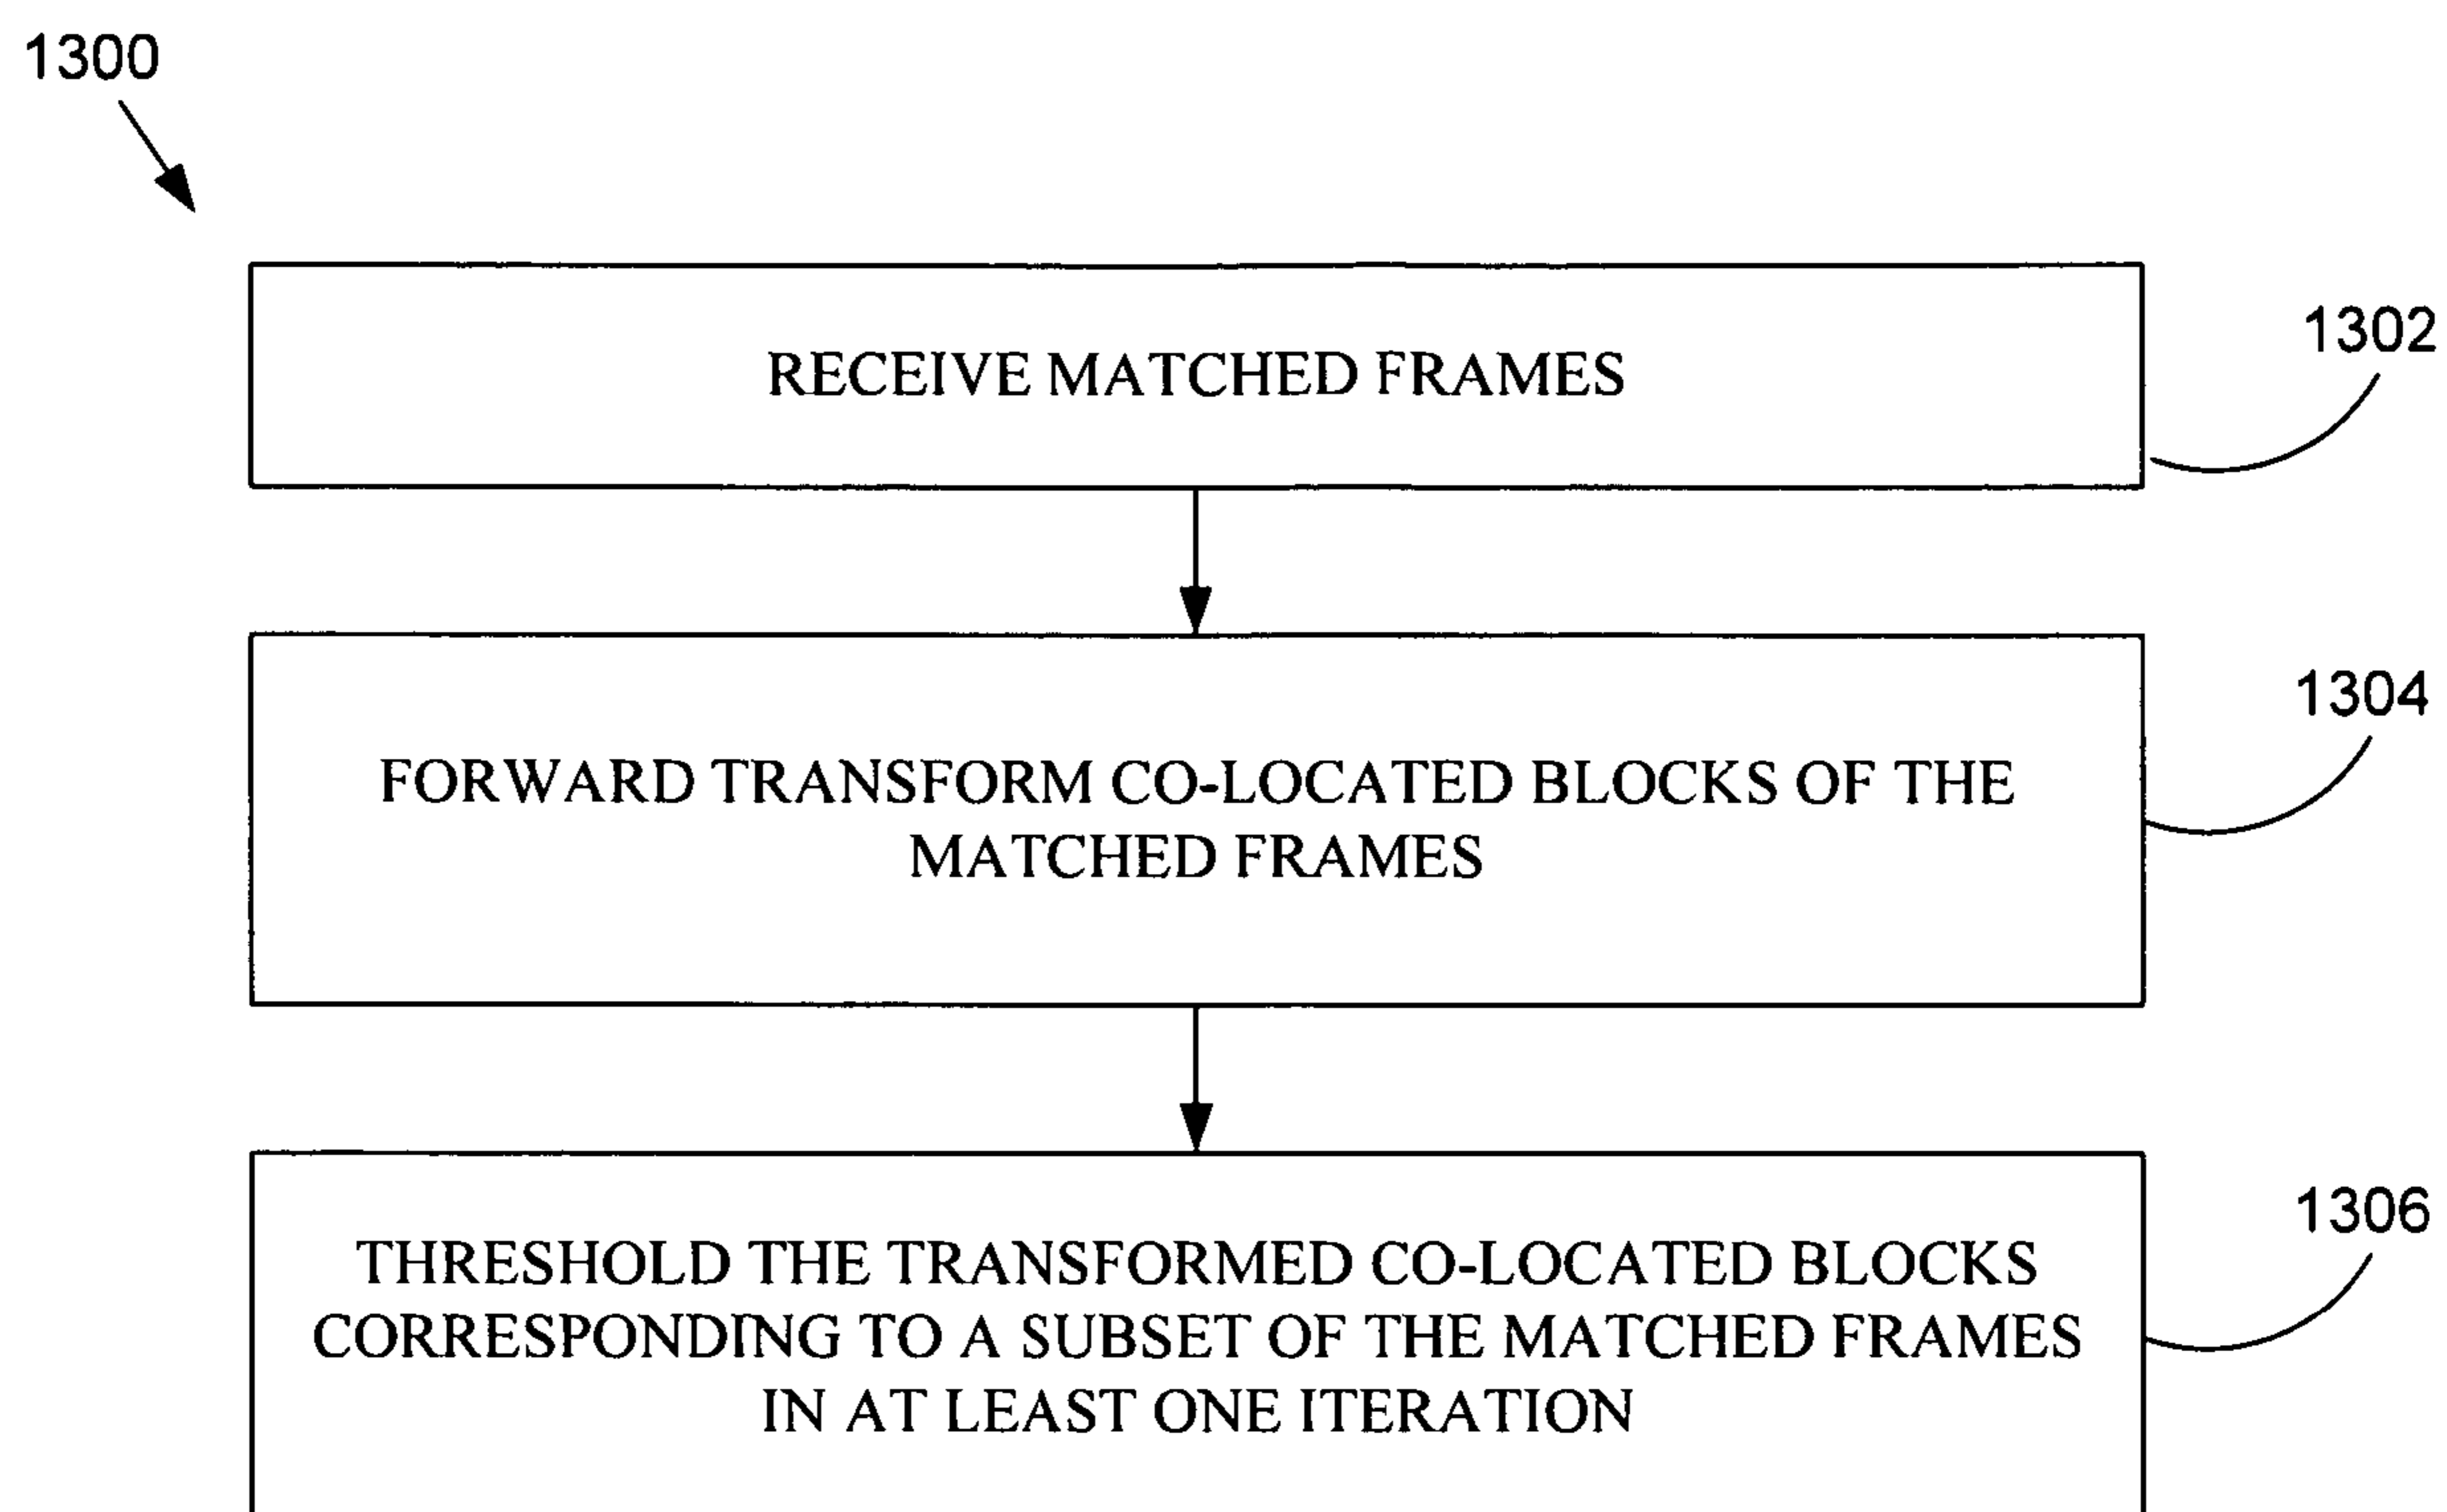 1300
RECEIVE MATCHED FRAMES
1302
FORWARD TRANSFORM CO-LOCATED BLOCKS OF THE
MATCHED FRAMES
1304
THRESHOLD THE TRANSFORMED CO-LOCATED BLOCKS
CORRESPONDING TO A SUBSET OF THE MATCHED FRAMES
IN AT LEAST ONE ITERATION
1306